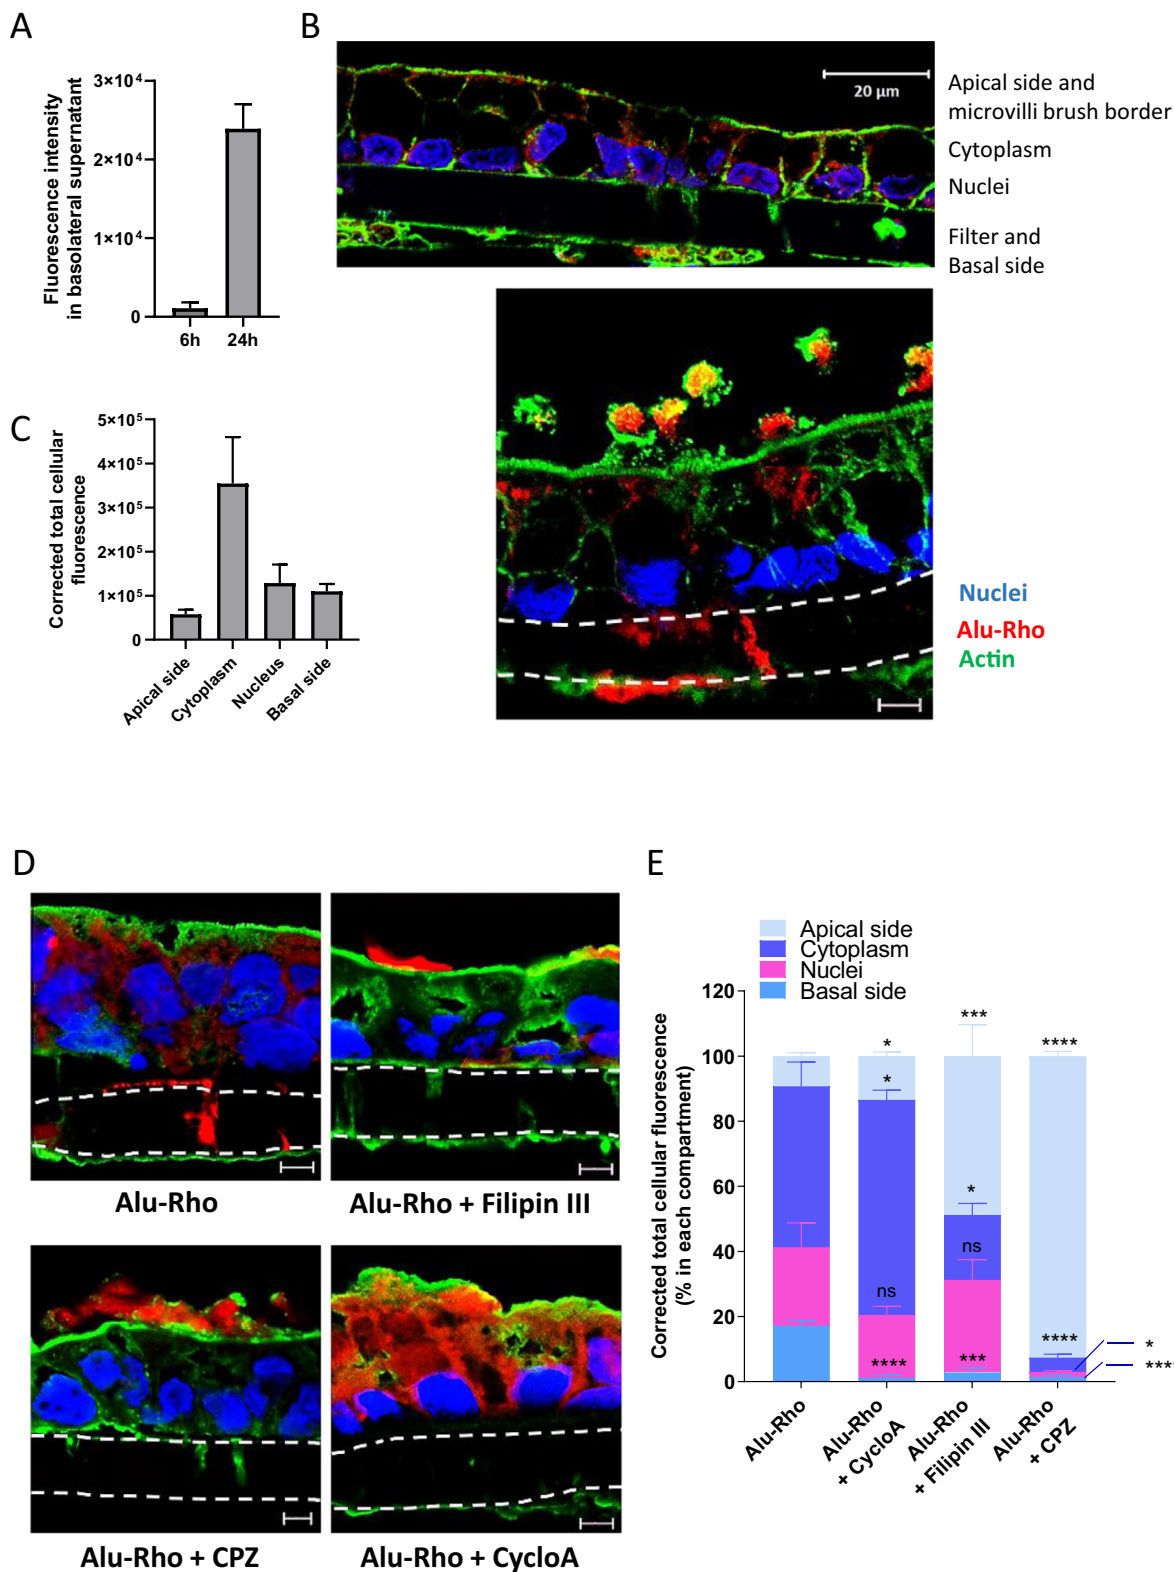 A
Fluorescence intensity
in basolateral supernatant
3×10⁴
2×10⁴
1×10⁴
0
6h
24h
B
20 µm
Apical side and
microvilli brush border
Cytoplasm
Nuclei
Filter and
Basal side
Nuclei
Alu-Rho
Actin
C
Corrected total cellular
fluorescence
5×10⁵
4×10⁵
3×10⁵
2×10⁵
1×10⁵
0
Apical side
Cytoplasm
Nucleus
Basal side
D
Alu-Rho
Alu-Rho + Filipin III
Alu-Rho + CPZ
Alu-Rho + CycloA
E
Apical side
Cytoplasm
Nuclei
Basal side
Corrected total cellular fluorescence
(% in each compartment)
120
100
80
60
40
20
0
*
*
ns
****
***
*
ns
***
****
****
*
****
Alu-Rho
Alu-Rho
+ CycloA
Alu-Rho
+ Filipin III
Alu-Rho
+ CPZ